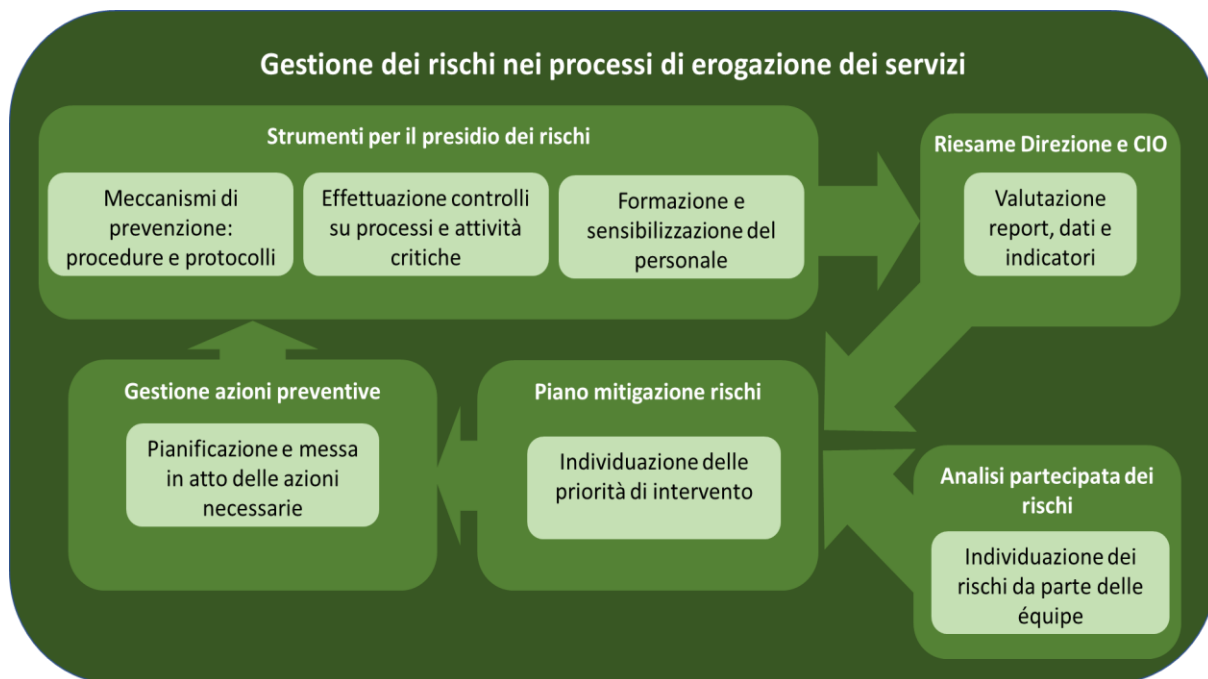 Gestione dei rischi nei processi di erogazione dei servizi
Strumenti per il presidio dei rischi
Meccanismi di
prevenzione:
procedure e protocolli
Effettuazione controlli
su processi e attività
critiche
Formazione e
sensibilizzazione del
personale
Riesame Direzione e CIO
Valutazione
report, dati e
indicatori
Gestione azioni preventive
Pianificazione e messa
in atto delle azioni
necessarie
Piano mitigazione rischi
Individuazione delle
priorità di intervento
Analisi partecipata dei
rischi
Individuazione dei
rischi da parte delle
équipe